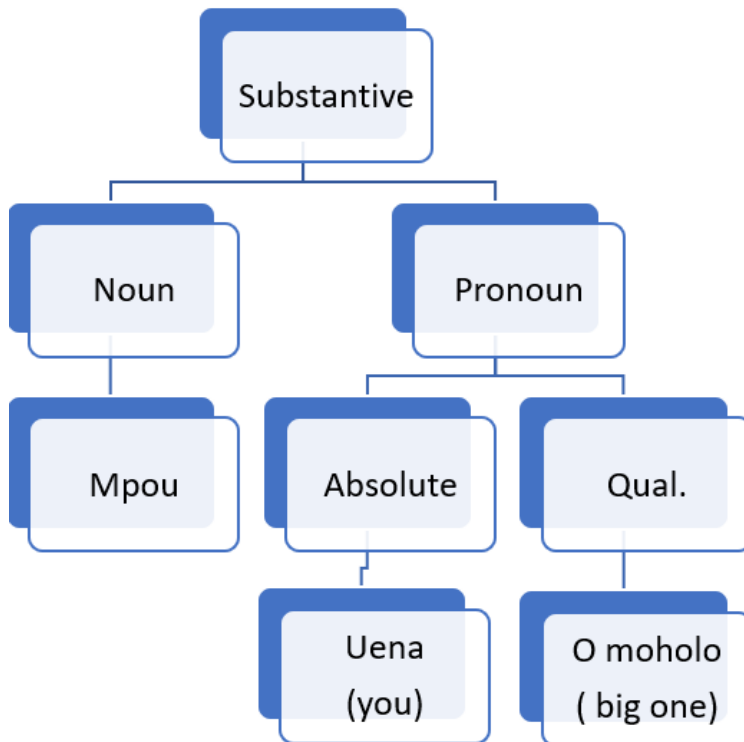 Substantive
Noun
Pronoun
Mpou
Absolute
Qual.
Uena
(you)
O moholo
( big one)